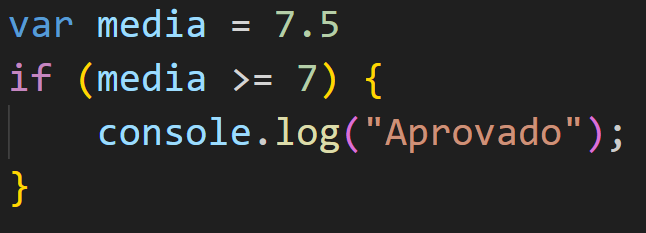 var media = 7.5
if (media >= 7) {
    console.log("Aprovado");
}